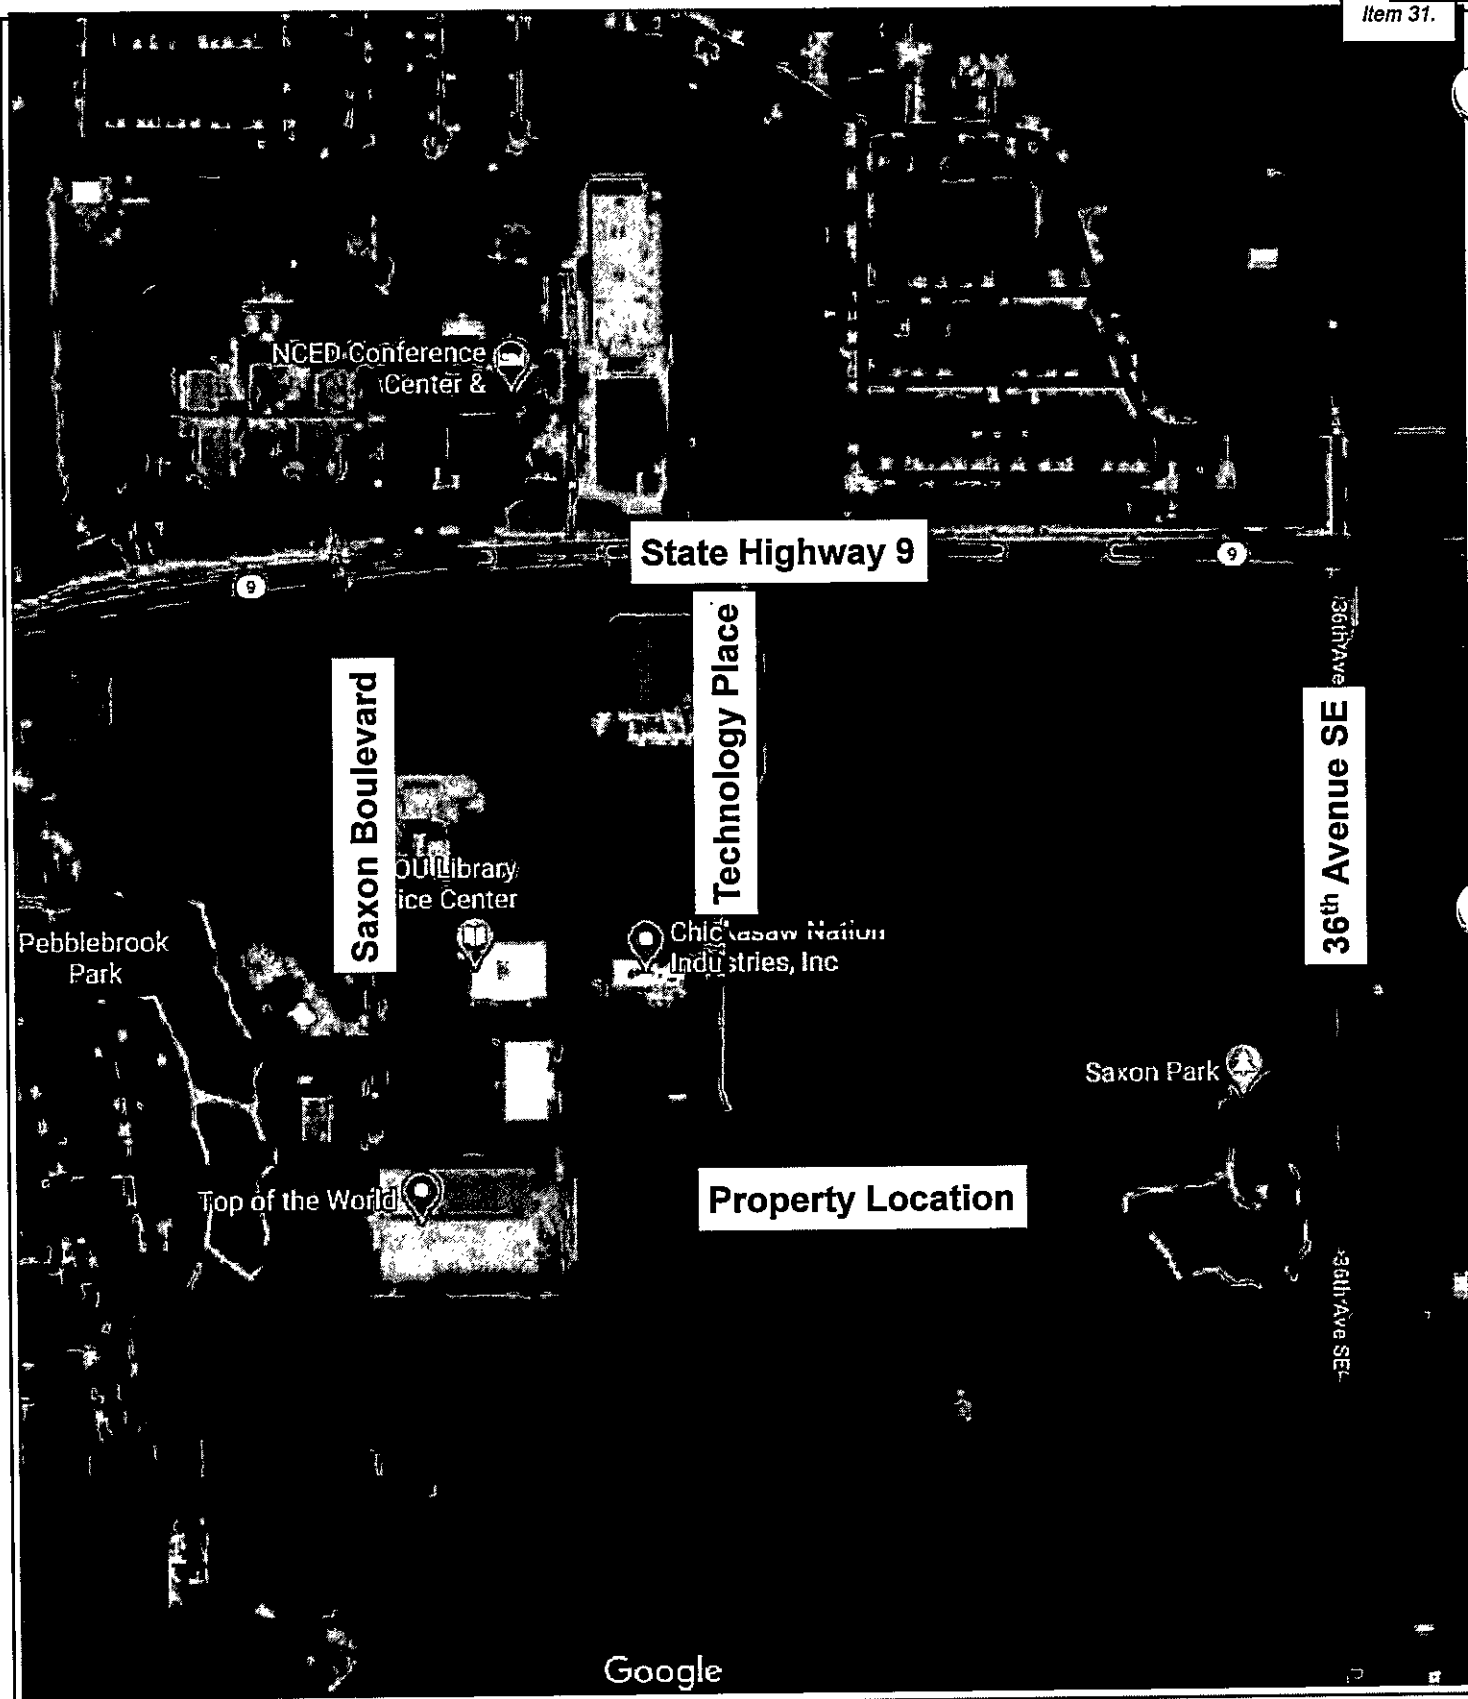 Item 31.
NCED Conference
Center &
State Highway 9
9
9
36th Ave
Saxon Boulevard
Technology Place
36th Avenue SE
OU Library
ice Center
Pebblebrook
Park
Chickasaw Nation
Industries, Inc
Saxon Park
Top of the World
Property Location
36th Ave SE
Google